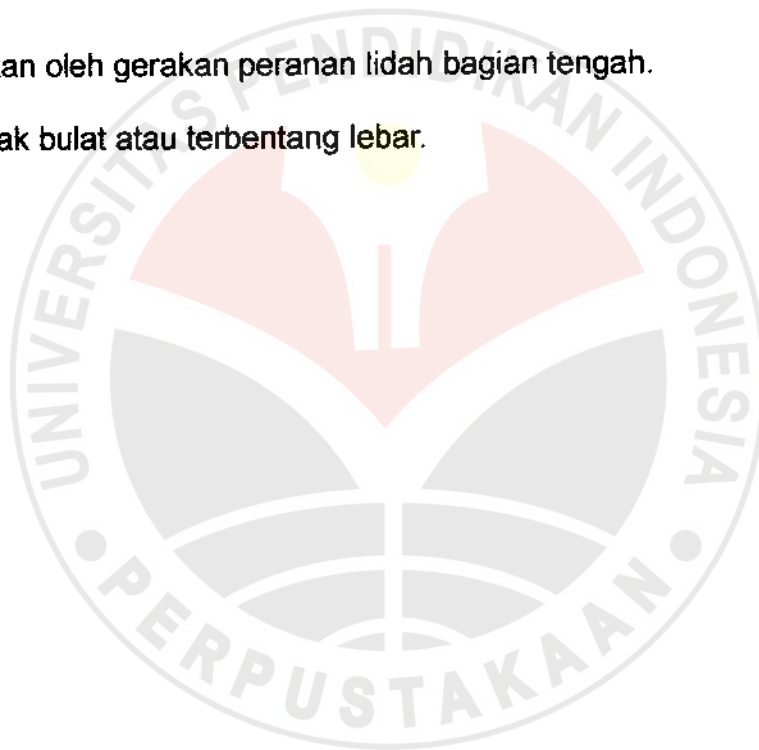 an oleh gerakan peranan lidah bagian tengah.
ak bulat atau terbentang lebar.
UNIVERSITAS PENDIDIKAN INDONESIA
PERPUSTAKAAN